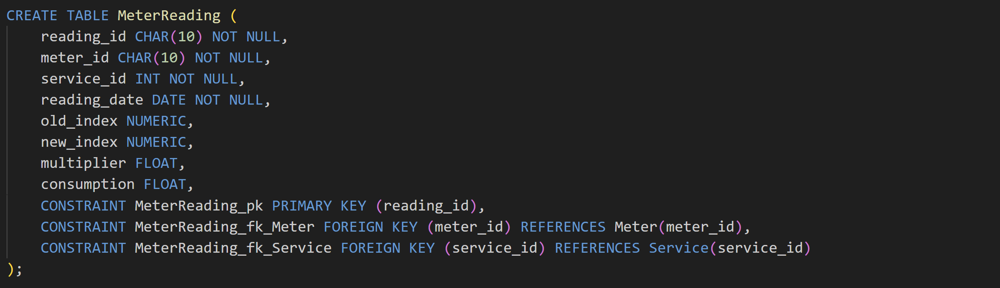 CREATE TABLE MeterReading (
    reading_id CHAR(10) NOT NULL,
    meter_id CHAR(10) NOT NULL,
    service_id INT NOT NULL,
    reading_date DATE NOT NULL,
    old_index NUMERIC,
    new_index NUMERIC,
    multiplier FLOAT,
    consumption FLOAT,
    CONSTRAINT MeterReading_pk PRIMARY KEY (reading_id),
    CONSTRAINT MeterReading_fk_Meter FOREIGN KEY (meter_id) REFERENCES Meter(meter_id),
    CONSTRAINT MeterReading_fk_Service FOREIGN KEY (service_id) REFERENCES Service(service_id)
);